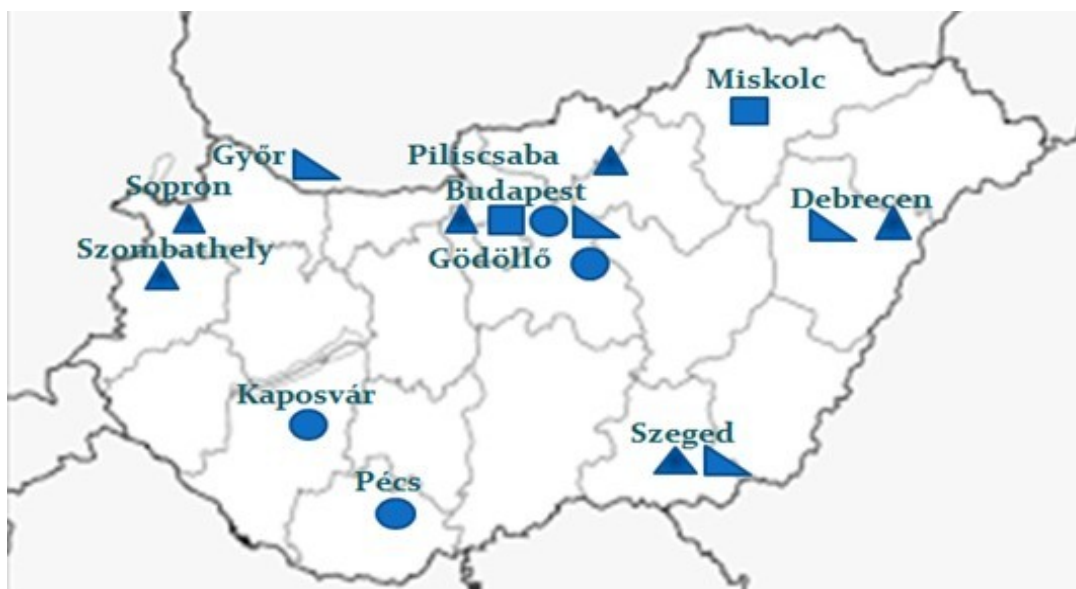 Miskolc
Győr
Piliscsaba
Sopron
Budapest
Debrecen
Szombathely
Gödöllő
Kaposvár
Szeged
Pécs